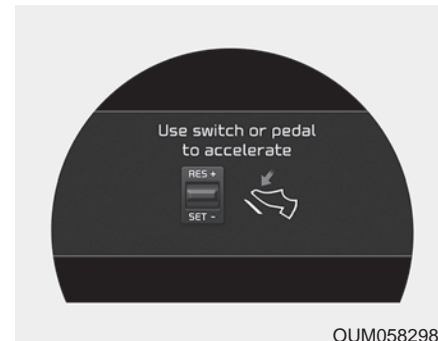 Use switch or pedal
to accelerate
RES +
SET -
OUM058298